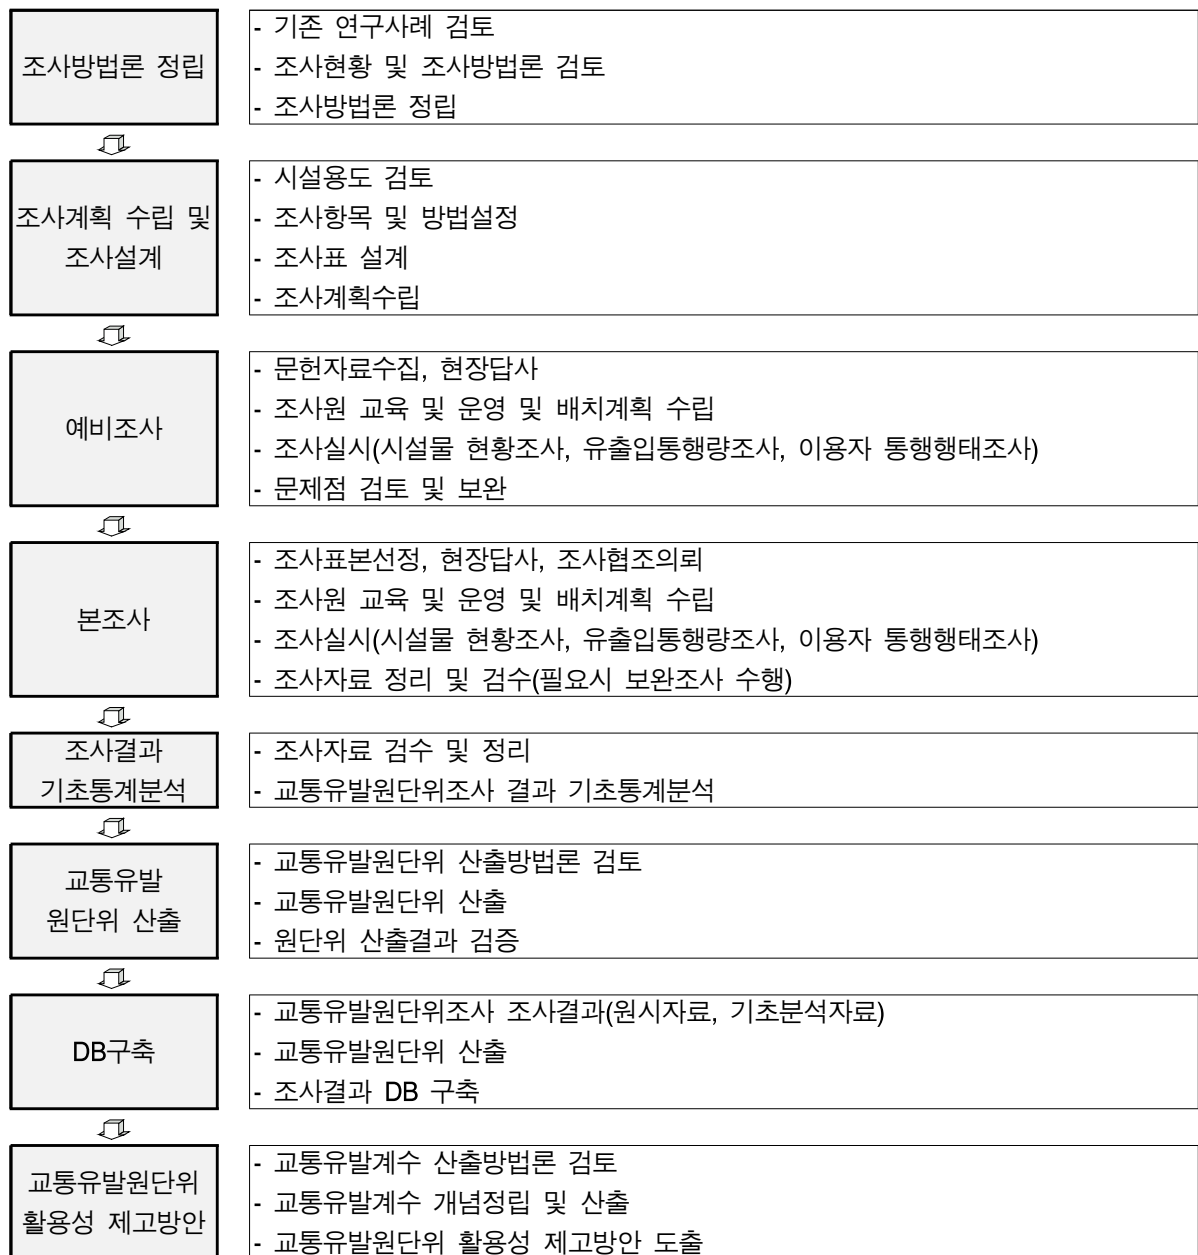 조사방법론 정립
- 기존 연구사례 검토
- 조사현황 및 조사방법론 검토
- 조사방법론 정립
조사계획 수립 및
조사설계
- 시설용도 검토
- 조사항목 및 방법설정
- 조사표 설계
- 조사계획수립
예비조사
- 문헌자료수집, 현장답사
- 조사원 교육 및 운영 및 배치계획 수립
- 조사실시(시설물 현황조사, 유출입통행량조사, 이용자 통행행태조사)
- 문제점 검토 및 보완
본조사
- 조사표본선정, 현장답사, 조사협조의뢰
- 조사원 교육 및 운영 및 배치계획 수립
- 조사실시(시설물 현황조사, 유출입통행량조사, 이용자 통행행태조사)
- 조사자료 정리 및 검수(필요시 보완조사 수행)
조사결과
기초통계분석
- 조사자료 검수 및 정리
- 교통유발원단위조사 결과 기초통계분석
교통유발
원단위 산출
- 교통유발원단위 산출방법론 검토
- 교통유발원단위 산출
- 원단위 산출결과 검증
DB구축
- 교통유발원단위조사 조사결과(원시자료, 기초분석자료)
- 교통유발원단위 산출
- 조사결과 DB 구축
교통유발원단위
활용성 제고방안
- 교통유발계수 산출방법론 검토
- 교통유발계수 개념정립 및 산출
- 교통유발원단위 활용성 제고방안 도출